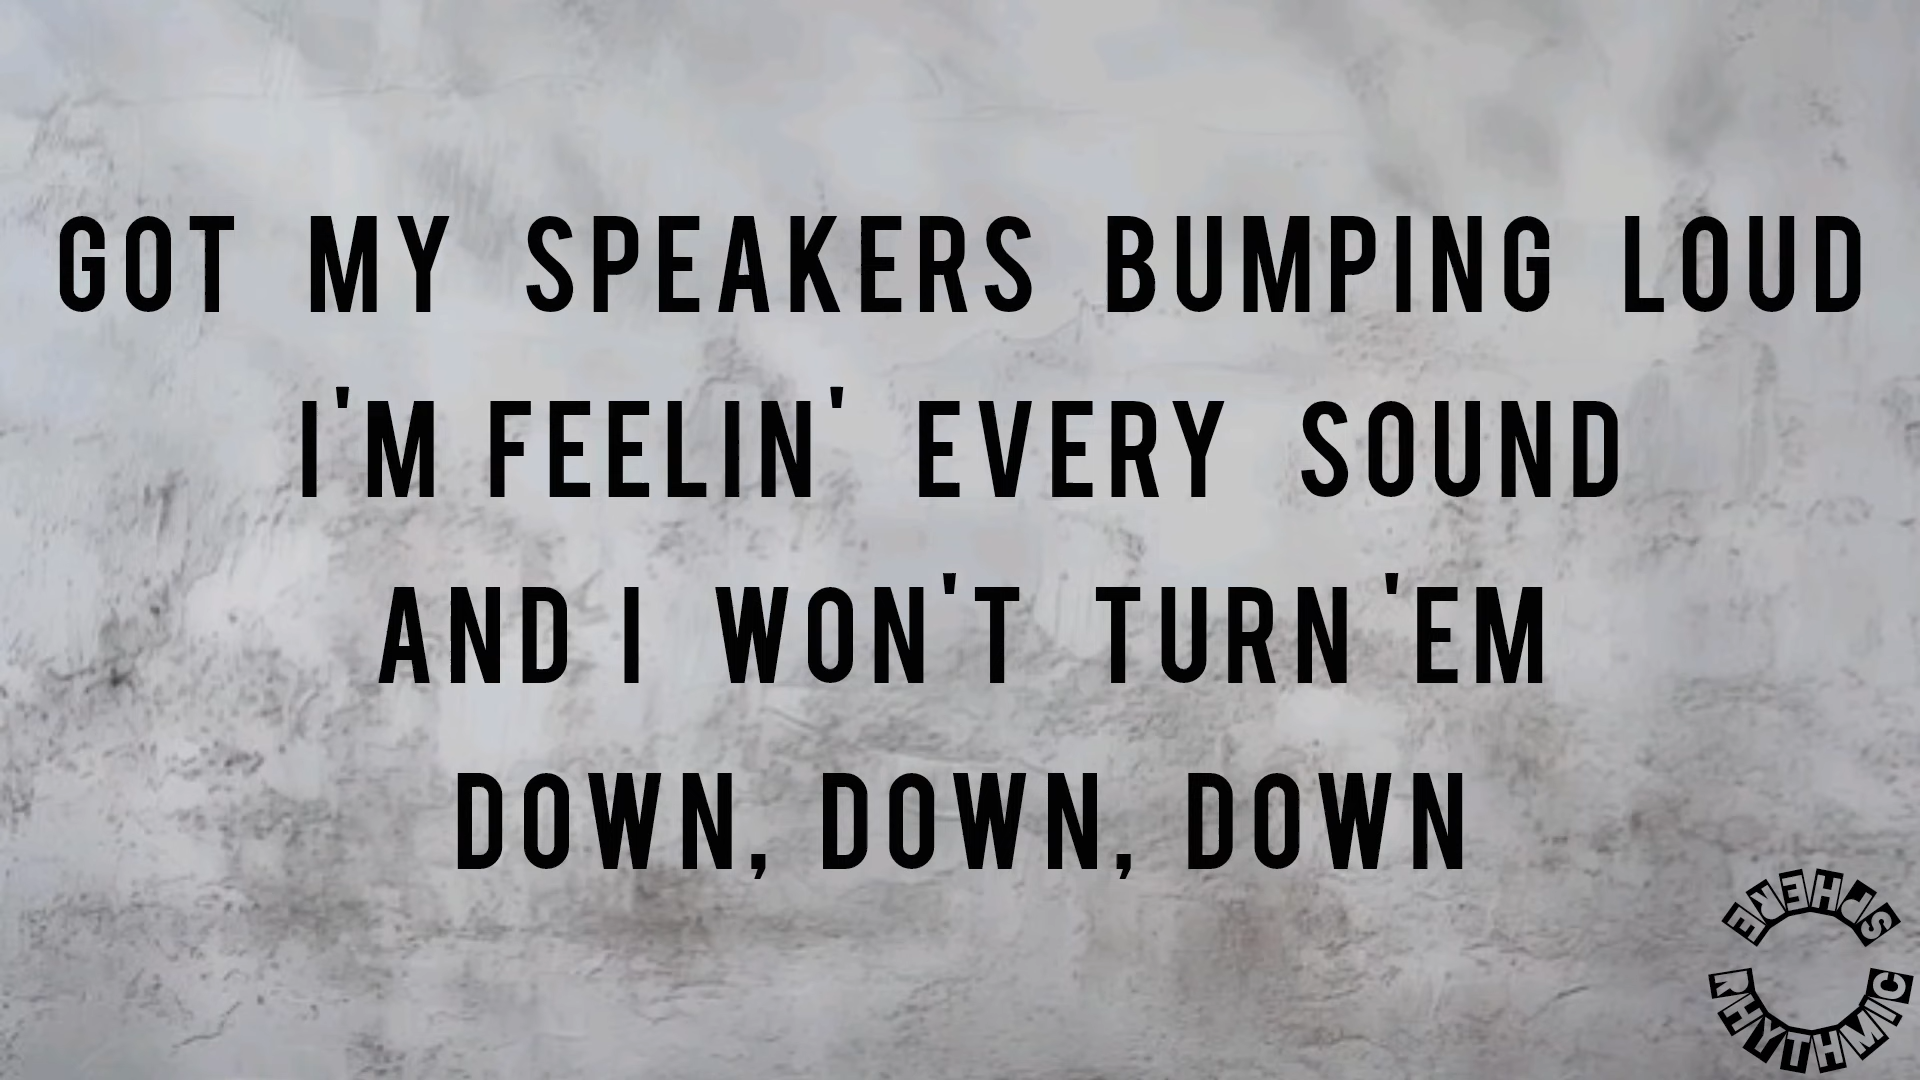 GOT MY SPEAKERS BUMPING LOUD
I'M FEELIN' EVERY SOUND
AND I WON'T TURN 'EM
DOWN, DOWN, DOWN
RHYTHMIC
SPHERE